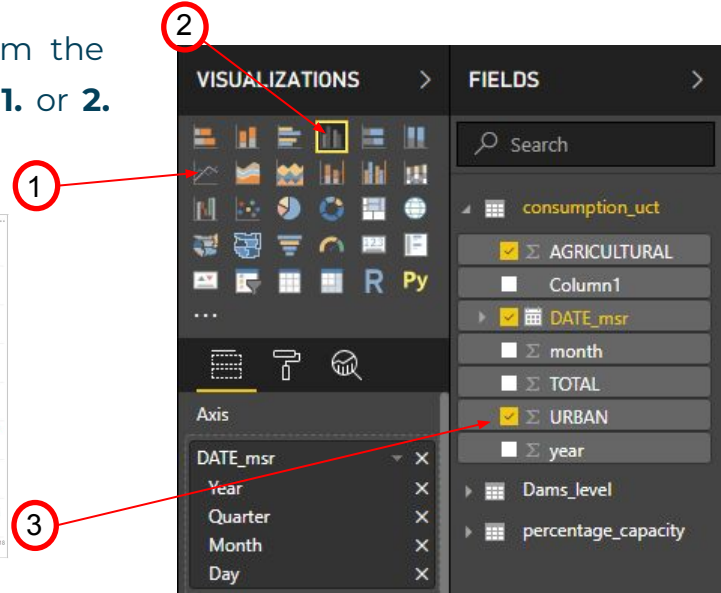 2
m the
1. or 2.
1
3
VISUALIZATIONS >
R Py
...
Axis
DATE_msr
Year
Quarter
Month
Day
FIELDS >
Search
consumption_uct
Σ AGRICULTURAL
Column1
DATE_msr
Σ month
Σ TOTAL
Σ URBAN
Σ year
Dams_level
percentage_capacity